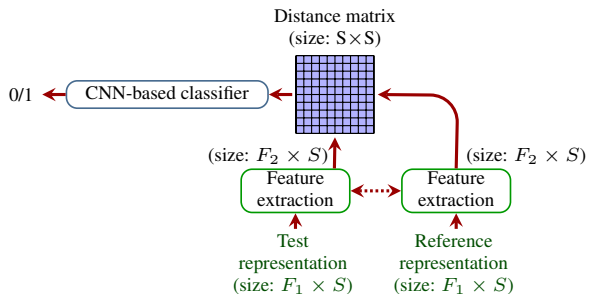 Distance matrix
(size: S×S)
0/1
CNN-based classifier
(size: F₂ × S)
(size: F₂ × S)
Feature
extraction
Feature
extraction
Test
representation
(size: F₁ × S)
Reference
representation
(size: F₁ × S)